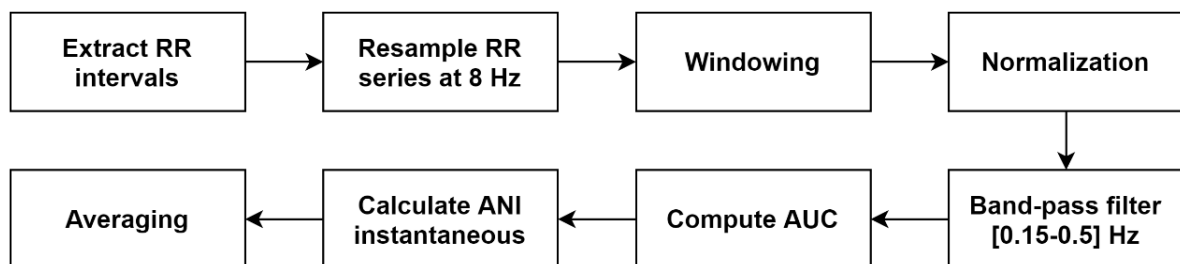 Extract RR
intervals
Resample RR
series at 8 Hz
Windowing
Normalization
Band-pass filter
[0.15-0.5] Hz
Compute AUC
Calculate ANI
instantaneous
Averaging